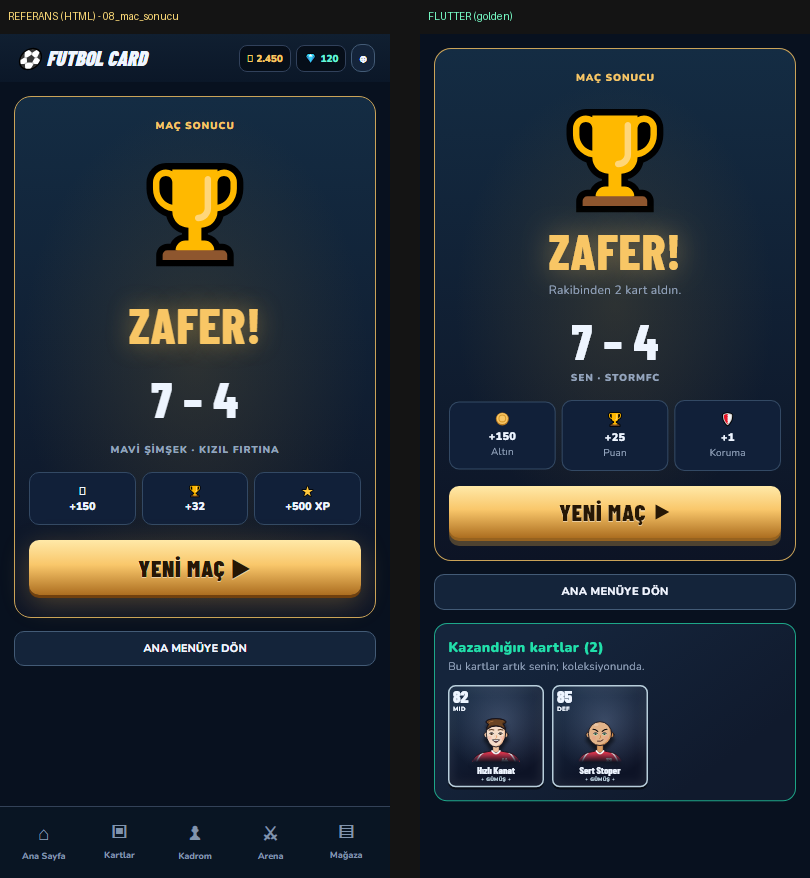 REFERANS (HTML) - 08_mac_sonucu
FUTBOL CARD
2.450
120
MAÇ SONUCU
ZAFER!
7 – 4
MAVİ ŞİMŞEK · KIZIL FIRTINA
+150
+32
+500 XP
YENİ MAÇ ▶
ANA MENÜYE DÖN
Ana Sayfa
Kartlar
Kadrom
Arena
Mağaza
FLUTTER (golden)
MAÇ SONUCU
ZAFER!
Rakibinden 2 kart aldın.
7 – 4
SEN · STORMFC
+150
Altın
+25
Puan
+1
Koruma
YENİ MAÇ ▶
ANA MENÜYE DÖN
Kazandığın kartlar (2)
Bu kartlar artık senin; koleksiyonunda.
82
MID
Hızlı Kanat
• GÜMÜŞ •
85
DEF
Sert Stoper
• GÜMÜŞ •